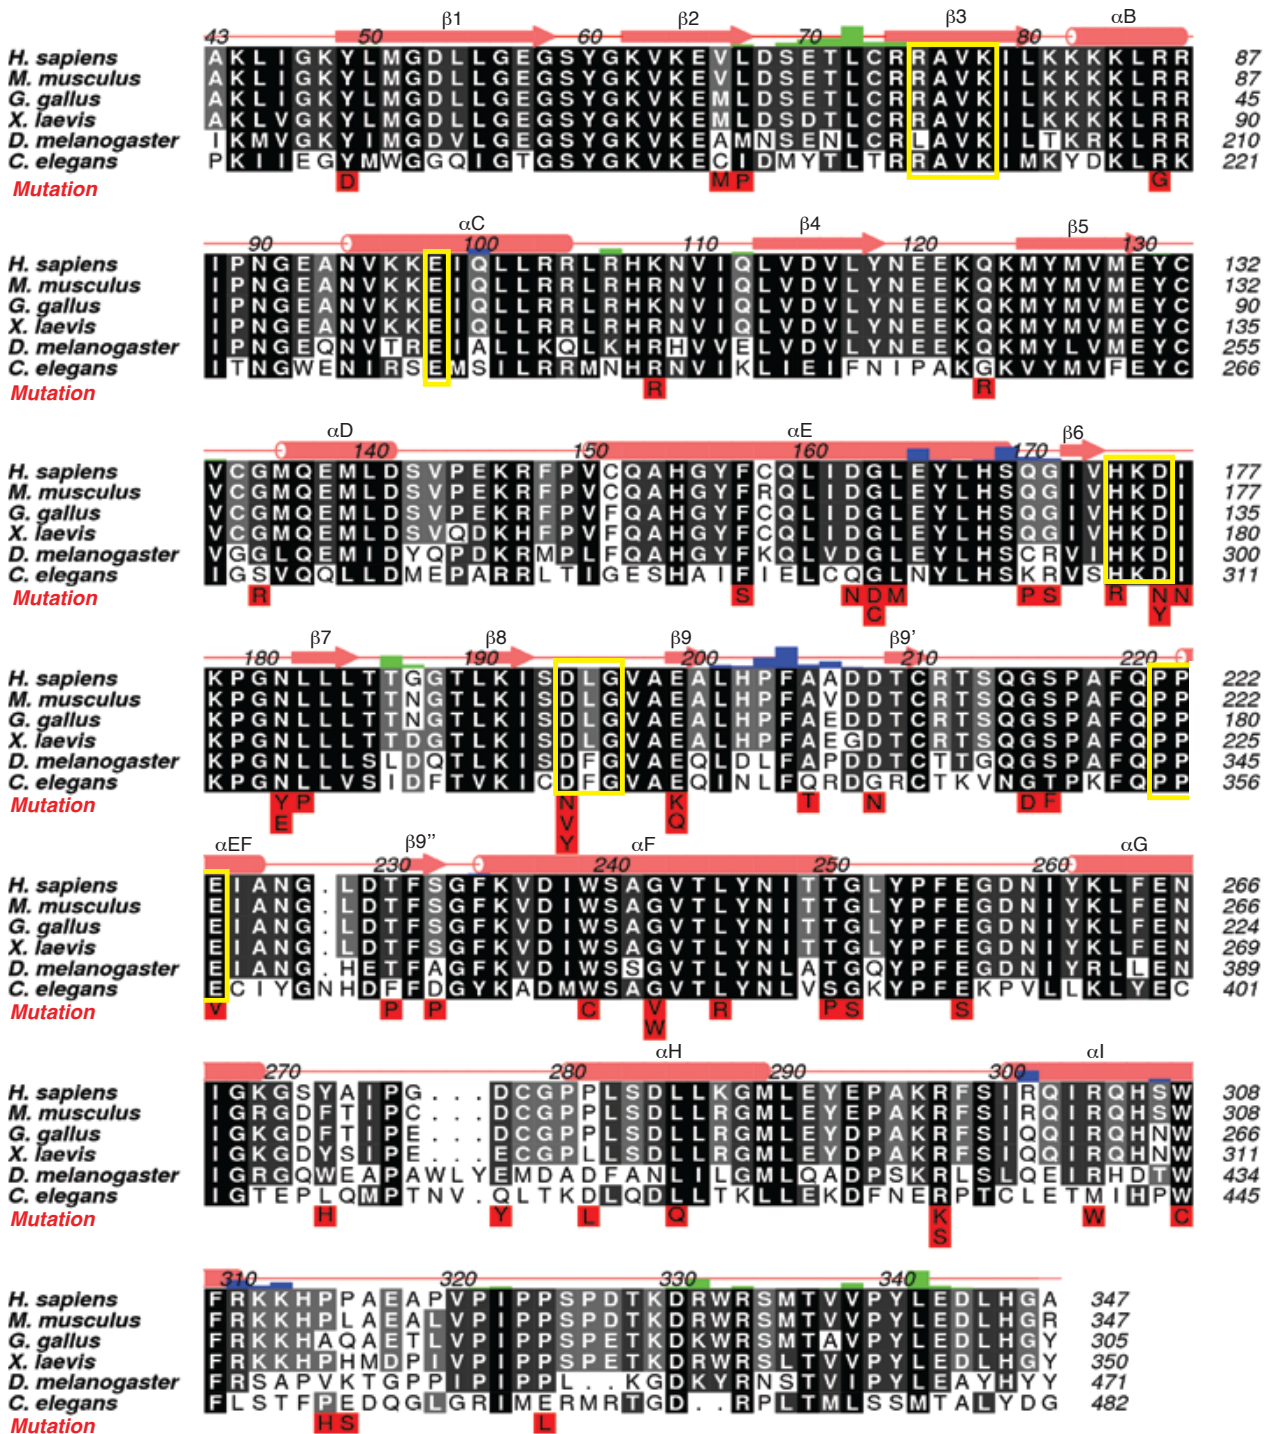 β1 β2 β3 αB
43 50 60 70 80
H. sapiens AKLIGKYLMGDLLGEGSYGKVKEVLDSETLCRRAVKILKKKKLRR 87
M. musculus AKLIGKYLMGDLLGEGSYGKVKEVLDSETLCRRAVKILKKKKLRR 87
G. gallus AKLIGKYLMGDLLGEGSYGKVKEMLDSETLCRRAVKILKKKKLRR 45
X. laevis AKLVGKYLMGDLLGEGSYGKVKEMLDSDTLCRRAVKILKKKKLRR 90
D. melanogaster IKMVGKYLMGDVLGEGSYGKVKEAMNSENLCRLAVKILTKRKLRR 210
C. elegans PKIIEGYMWGGQIGTGSYGKVKECIDMYTLTRRAVKIMKYDKLRK 221
Mutation D M P G
αC β4 β5
90 100 110 120 130
H. sapiens IPNGEANVKKEIQLLRRLRHKNVIQLVDVLYNEEKQKMYMVMEYC 132
M. musculus IPNGEANVKKEIQLLRRLRHRNVIQLVDVLYNEEKQKMYMVMEYC 132
G. gallus IPNGEANVKKEIQLLRRLRHKNVIQLVDVLYNEEKQKMYMVMEYC 90
X. laevis IPNGEANVKKEIQLLRRLRHRNVIQLVDVLYNEEKQKMYMVMEYC 135
D. melanogaster IPNGEQNVTREIALLKQLKHRHVVELVDVLYNEEKQKMYLVMEYC 255
C. elegans ITNGWENIRSEMSILRRMNHRNVIKLIEIFNIPAKGKVYMVFEYC 266
Mutation R R
αD αE β6
140 150 160 170
H. sapiens VCGMQEMLDSVPEKRFPVCQAHGYFCQLIDGLEYLHSQGIVHKDI 177
M. musculus VCGMQEMLDSVPEKRFPVCQAHGYFRQLIDGLEYLHSQGIVHKDI 177
G. gallus VCGMQEMLDSVPEKRFPVFQAHGYFCQLIDGLEYLHSQGIVHKDI 135
X. laevis VCGMQEMLDSVQDKHFPVFQAHGYFCQLIDGLEYLHSQGIVHKDI 180
D. melanogaster VGGLQEMIDYQPDKRMPLFQAHGYFKQLVDGLEYLHSCRVIHKDI 300
C. elegans IGSVQQLLDMEPARRLTIGESHAIFIELCQGLNYLHSKRVSHKDI 311
Mutation R S N D M P S R N N
C Y
β7 β8 β9 β9’
180 190 200 210 220
H. sapiens KPGNLLLTTGGTLKISDLGVAEALHPFAADDTCRTSQGSPAFQPP 222
M. musculus KPGNLLLTTNGTLKISDLGVAEALHPFAVDDTCRTSQGSPAFQPP 222
G. gallus KPGNLLLTTNGTLKISDLGVAEALHPFAEDDTCRTSQGSPAFQPP 180
X. laevis KPGNLLLTTDGTLKISDLGVAEALHPFAEGDTCRTSQGSPAFQPP 225
D. melanogaster KPGNLLLSLDQTLKISDFGVAEQLDLFAPDDTCTTGQGSPAFQPP 345
C. elegans KPGNLLVSIDFTVKICDFGVAEQINLFQRDGRCTKVNGTPKFQPP 356
Mutation Y P N K T N D F
E V Q
Y
αEF β9’’ αF αG
230 240 250 260
H. sapiens EIANG.LDTFSGFKVDIWSAGVTLYNITTGLYPFEGDNIYKLFEN 266
M. musculus EIANG.LDTFSGFKVDIWSAGVTLYNITTGLYPFEGDNIYKLFEN 266
G. gallus EIANG.LDTFSGFKVDIWSAGVTLYNITTGLYPFEGDNIYKLFEN 224
X. laevis EIANG.LDTFSGFKVDIWSAGVTLYNITTGLYPFEGDNIYKLFEN 269
D. melanogaster EIANG.HETFAGFKVDIWSSGVTLYNLATGQYPFEGDNIYRLLEN 389
C. elegans ECIYGNHDFFDGYKADMWSAGVTLYNLVSGKYPFEKPVLLKLYEC 401
Mutation V P P C V R P S S
W
αH αI
270 280 290 300
H. sapiens IGKGSYAIPG...DCGPPLSDLLKGMLEYEPAKRFSIRQIRQHSW 308
M. musculus IGRGDFTIPC...DCGPPLSDLLRGMLEYEPAKRFSIRQIRQHSW 308
G. gallus IGKGDFTIPE...DCGPPLSDLLRGMLEYDPAKRFSIQQIRQHNW 266
X. laevis IGKGDYSIPE...ECGPLLSDLLRGMLEYDPAKRFSIQQIRQHNW 311
D. melanogaster IGRGQWEAPAWLYEMDADFANLILGMLQADPSKRLSLQEIRHDTW 434
C. elegans IGTEPLQMPTNV.QLTKDLQDLLTKLLEKDFNERPTCLETMIHPW 445
Mutation H Y L Q K W C
S
310 320 330 340
H. sapiens FRKKHPPAEAPVPIPPSPDTKDRWRSMTVVPYLEDLHGA 347
M. musculus FRKKHPLAEALVPIPPSPDTKDRWRSMTVVPYLEDLHGR 347
G. gallus FRKKHAQAETLVPIPPSPETKDRWRSMTAVPYLEDLHGY 305
X. laevis FRKKHPHMDPIVPIPPSPETKDRWRSLTVVPYLEDLHGY 350
D. melanogaster FRSAPVKTGPPIPIPPL..KGDKYRNSTVIPYLEAYHYY 471
C. elegans FLSTFPEDQGLGRIMERMRTGD..RPLTMLSSMTALYDG 482
Mutation H S L